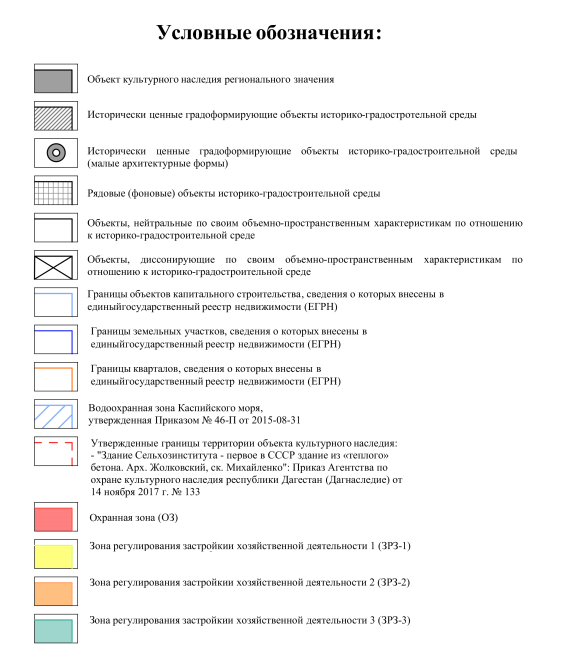 Условные обозначения:
Объект культурного наследия регионального значения
Исторически ценные градоформирующие объекты историко-градостротельной среды
Исторически ценные градоформирующие объекты историко-градостроительной среды
(малые архитектурные формы)
Рядовые (фоновые) объекты историко-градостроительной среды
Объекты, нейтральные по своим объемно-пространственным характеристикам по отношению
к историко-градостроительной среде
Объекты, диссонирующие по своим объемно-пространственным характеристикам по
отношению к историко-градостроительной среде
Границы объектов капитального строительства, сведения о которых внесены в
единыйгосударственный реестр недвижимости (ЕГРН)
Границы земельных участков, сведения о которых внесены в
единыйгосударственный реестр недвижимости (ЕГРН)
Границы кварталов, сведения о которых внесены в
единыйгосударственный реестр недвижимости (ЕГРН)
Водоохранная зона Каспийского моря,
утвержденная Приказом № 46-П от 2015-08-31
Утвержденные границы территории объекта культурного наследия:
- "Здание Сельхозинститута - первое в СССР здание из «теплого»
бетона. Арх. Жолковский, ск. Михайленко": Приказ Агентства по
охране культурного наследия республики Дагестан (Дагнаследие) от
14 ноября 2017 г. № 133
Охранная зона (ОЗ)
Зона регулирования застройкии хозяйственной деятельности 1 (ЗРЗ-1)
Зона регулирования застройкии хозяйственной деятельности 2 (ЗРЗ-2)
Зона регулирования застройкии хозяйственной деятельности 3 (ЗРЗ-3)